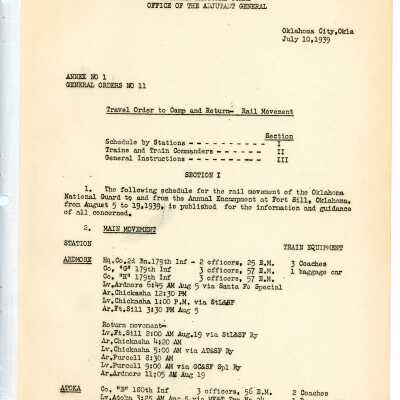 OFFICE OF THE ADJUTANT GENERAL
Oklahoma City,Okla
July 10,1939
ANNEX NO 1
GENERAL ORDERS NO 11
Travel Order to Camp and Return- Rail Movement
Section
Schedule by Stations - - - - - - - - - - I
Trains and Train Commanders - - - - - - II
General Instructions - - - - - - - - - - III
SECTION I
1. The following schedule for the rail movement of the Oklahoma
National Guard to and from the Annual Encampment at Fort Sill, Oklahoma,
from August 5 to 19,1939, is published for the information and guidance
of all concerned.
2. MAIN MOVEMENT
STATION TRAIN EQUIPMENT
ARDMORE Hq.Co.2d Bn.179th Inf - 2 officers, 25 E.M. 3 Coaches
Co. "G" 179th Inf 3 officers, 57 E.M. 1 baggage car
Co. "H" 179th Inf 3 officers, 57 E.M.
Lv.Ardmore 6:45 AM Aug 5 via Santa Fe Special
Ar.Chickasha 12:30 PM
Lv.Chickasha 1:00 P.M. via StL&SF
Ar.Ft.Sill 3:30 PM Aug 5
Return movement-
Lv.Ft.Sill 2:00 AM Aug.19 via StL&SF Ry
Ar.Chickasha 4:20 AM
Lv.Chickasha 5:00 AM via AT&SF Ry
Ar.Purcell 8:30 AM
Lv.Purcell 9:00 AM via GC&SF Spl Ry
Ar.Ardmore 11:05 AM Aug 19
ATOKA Co. "E" 180th Inf 3 officers, 56 E.M. 2 Coaches
Lv.Atoka 3:25 AM Aug 5 via